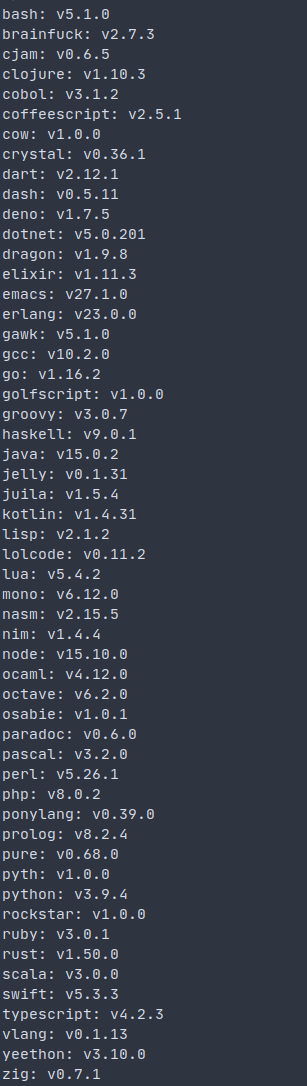 bash: v5.1.0
brainfuck: v2.7.3
cjam: v0.6.5
clojure: v1.10.3
cobol: v3.1.2
coffeescript: v2.5.1
cow: v1.0.0
crystal: v0.36.1
dart: v2.12.1
dash: v0.5.11
deno: v1.7.5
dotnet: v5.0.201
dragon: v1.9.8
elixir: v1.11.3
emacs: v27.1.0
erlang: v23.0.0
gawk: v5.1.0
gcc: v10.2.0
go: v1.16.2
golfscript: v1.0.0
groovy: v3.0.7
haskell: v9.0.1
java: v15.0.2
jelly: v0.1.31
juila: v1.5.4
kotlin: v1.4.31
lisp: v2.1.2
lolcode: v0.11.2
lua: v5.4.2
mono: v6.12.0
nasm: v2.15.5
nim: v1.4.4
node: v15.10.0
ocaml: v4.12.0
octave: v6.2.0
osabie: v1.0.1
paradoc: v0.6.0
pascal: v3.2.0
perl: v5.26.1
php: v8.0.2
ponylang: v0.39.0
prolog: v8.2.4
pure: v0.68.0
pyth: v1.0.0
python: v3.9.4
rockstar: v1.0.0
ruby: v3.0.1
rust: v1.50.0
scala: v3.0.0
swift: v5.3.3
typescript: v4.2.3
vlang: v0.1.13
yeethon: v3.10.0
zig: v0.7.1